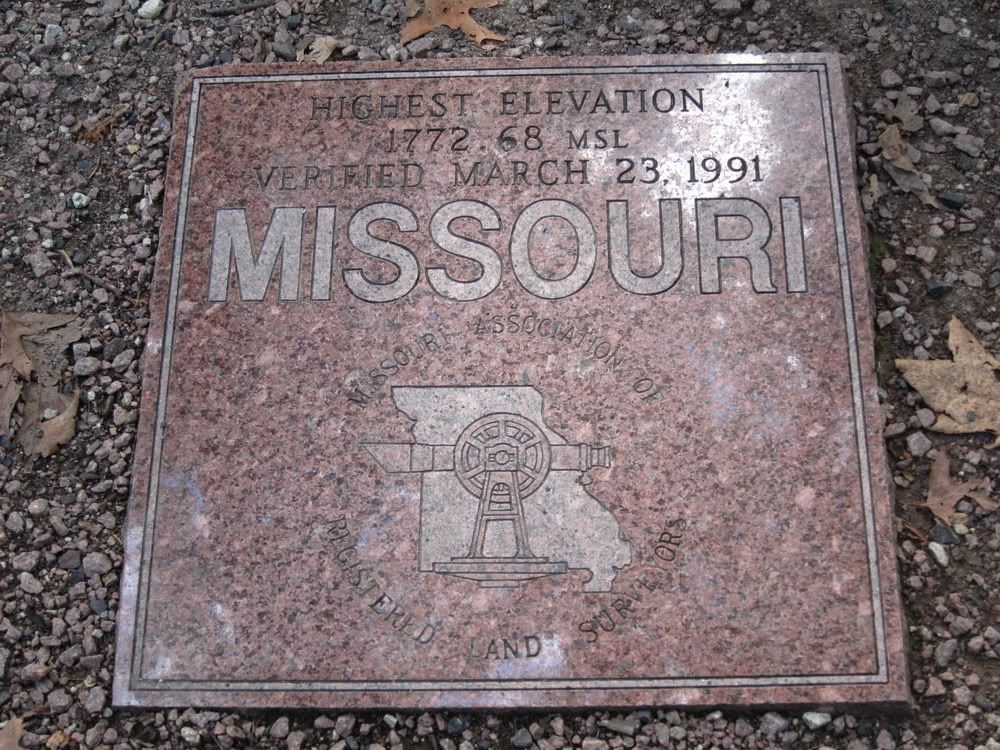 HIGHEST ELEVATION
1772.68 MSL
VERIFIED MARCH 23, 1991
MISSOURI
MISSOURI ASSOCIATION OF
REGISTERED LAND SURVEYORS